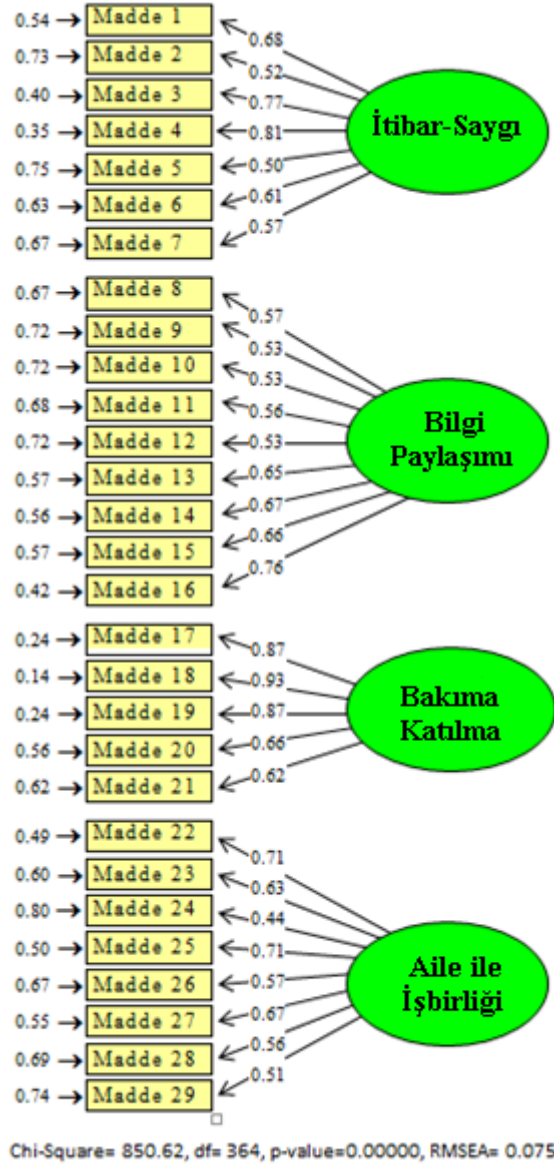 0.54 Madde 1 0.68
0.73 Madde 2 0.52
0.40 Madde 3 0.77
0.35 Madde 4 0.81
0.75 Madde 5 0.50
0.63 Madde 6 0.61
0.67 Madde 7 0.57
İtibar-Saygı
0.67 Madde 8 0.57
0.72 Madde 9 0.53
0.72 Madde 10 0.53
0.68 Madde 11 0.56
0.72 Madde 12 0.53
0.57 Madde 13 0.65
0.56 Madde 14 0.67
0.57 Madde 15 0.66
0.42 Madde 16 0.76
Bilgi
Paylaşımı
0.24 Madde 17 0.87
0.14 Madde 18 0.93
0.24 Madde 19 0.87
0.56 Madde 20 0.66
0.62 Madde 21 0.62
Bakıma
Katılma
0.49 Madde 22 0.71
0.60 Madde 23 0.63
0.80 Madde 24 0.44
0.50 Madde 25 0.71
0.67 Madde 26 0.57
0.55 Madde 27 0.67
0.69 Madde 28 0.56
0.74 Madde 29 0.51
Aile ile
İşbirliği
Chi-Square= 850.62, df= 364, p-value=0.00000, RMSEA= 0.075